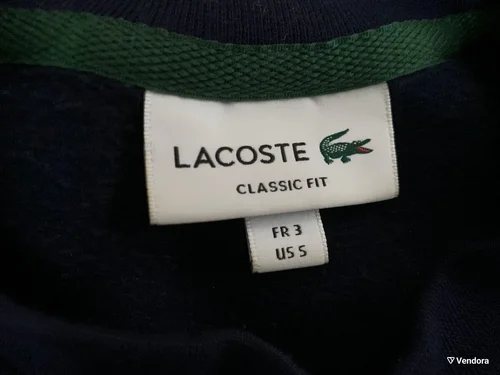 LACOSTE
CLASSIC FIT
FR 3
US S
Vendora